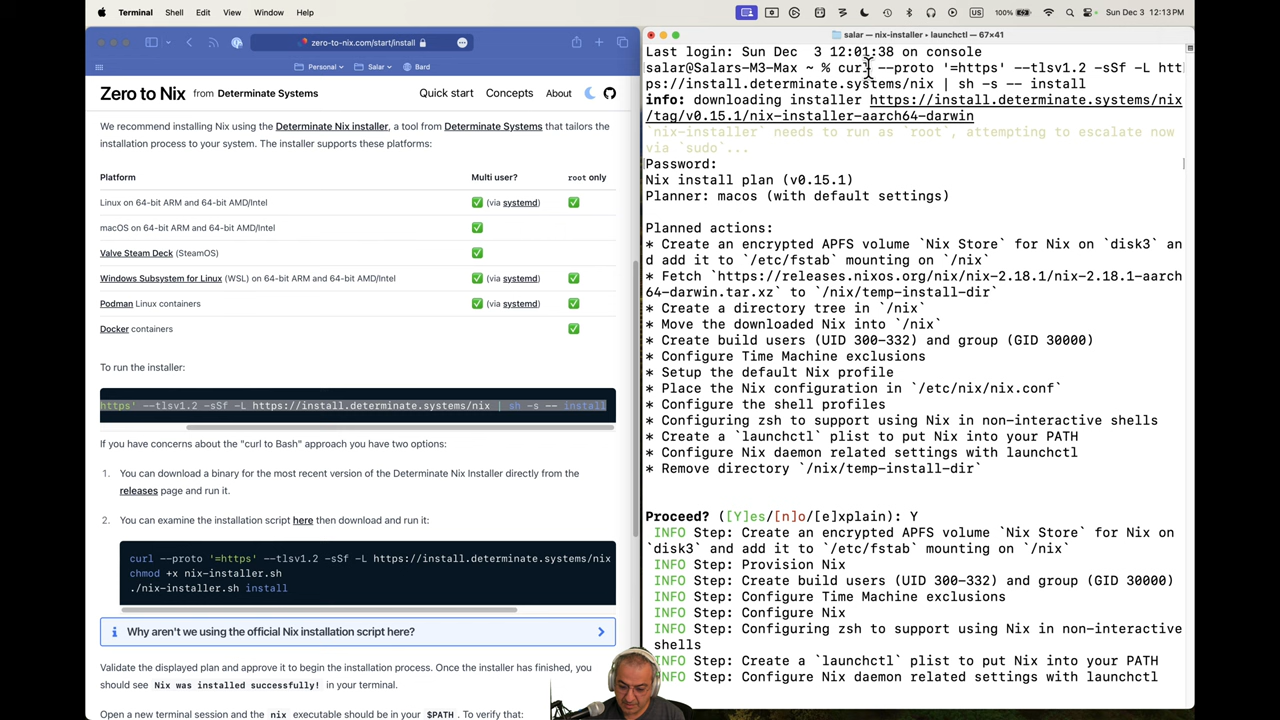 Terminal Shell Edit View Window Help
US 100% Sun Dec 3 12:13PM
zero-to-nix.com/start/install
Personal Salar Bard
Zero to Nix from Determinate Systems Quick start Concepts About
We recommend installing Nix using the Determinate Nix installer, a tool from Determinate Systems that tailors the
installation process to your system. The installer supports these platforms:
Platform Multi user? root only
Linux on 64-bit ARM and 64-bit AMD/Intel (via systemd)
macOS on 64-bit ARM and 64-bit AMD/Intel
Valve Steam Deck (SteamOS)
Windows Subsystem for Linux (WSL) on 64-bit ARM and 64-bit AMD/Intel (via systemd)
Podman Linux containers (via systemd)
Docker containers
To run the installer:
https' --tlsv1.2 -sSf -L https://install.determinate.systems/nix | sh -s -- install
If you have concerns about the "curl to Bash" approach you have two options:
1. You can download a binary for the most recent version of the Determinate Nix Installer directly from the
releases page and run it.
2. You can examine the installation script here then download and run it:
curl --proto '=https' --tlsv1.2 -sSf -L https://install.determinate.systems/nix
chmod +x nix-installer.sh
./nix-installer.sh install
Why aren't we using the official Nix installation script here?
Validate the displayed plan and approve it to begin the installation process. Once the installer has finished, you
should see Nix was installed successfully! in your terminal.
Open a new terminal session and the nix executable should be in your $PATH. To verify that:
salar — nix-installer ▸ launchctl — 67×41
Last login: Sun Dec  3 12:01:38 on console
salar@Salars-M3-Max ~ % curl --proto '=https' --tlsv1.2 -sSf -L htt
ps://install.determinate.systems/nix | sh -s -- install
info: downloading installer https://install.determinate.systems/nix
/tag/v0.15.1/nix-installer-aarch64-darwin
`nix-installer` needs to run as `root`, attempting to escalate now
via `sudo`...
Password:
Nix install plan (v0.15.1)
Planner: macos (with default settings)
Planned actions:
* Create an encrypted APFS volume `Nix Store` for Nix on `disk3` an
d add it to `/etc/fstab` mounting on `/nix`
* Fetch `https://releases.nixos.org/nix/nix-2.18.1/nix-2.18.1-aarch
64-darwin.tar.xz` to `/nix/temp-install-dir`
* Create a directory tree in `/nix`
* Move the downloaded Nix into `/nix`
* Create build users (UID 300-332) and group (GID 30000)
* Configure Time Machine exclusions
* Setup the default Nix profile
* Place the Nix configuration in `/etc/nix/nix.conf`
* Configure the shell profiles
* Configuring zsh to support using Nix in non-interactive shells
* Create a `launchctl` plist to put Nix into your PATH
* Configure Nix daemon related settings with launchctl
* Remove directory `/nix/temp-install-dir`
Proceed? ([Y]es/[n]o/[e]xplain): Y
INFO Step: Create an encrypted APFS volume `Nix Store` for Nix on
`disk3` and add it to `/etc/fstab` mounting on `/nix`
INFO Step: Provision Nix
INFO Step: Create build users (UID 300-332) and group (GID 30000)
INFO Step: Configure Time Machine exclusions
INFO Step: Configure Nix
INFO Step: Configuring zsh to support using Nix in non-interactive
shells
INFO Step: Create a `launchctl` plist to put Nix into your PATH
INFO Step: Configure Nix daemon related settings with launchctl